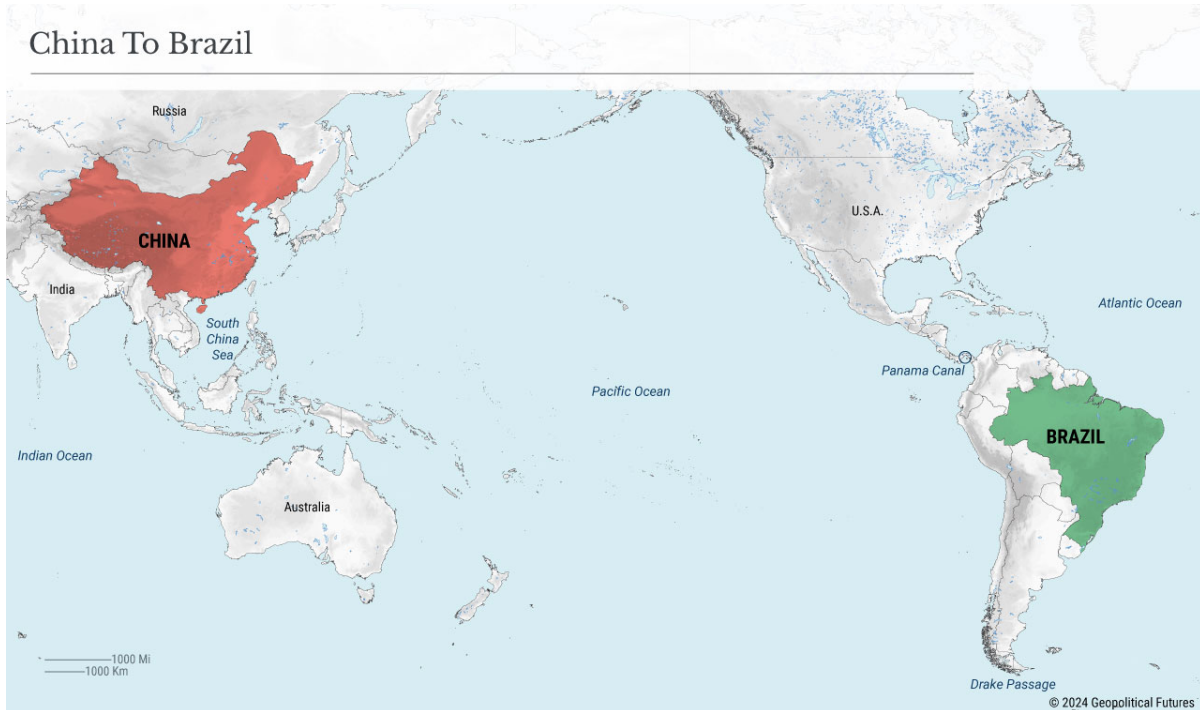 China To Brazil
Russia
CHINA
U.S.A.
India
South
China
Sea
Atlantic Ocean
Panama Canal
Pacific Ocean
BRAZIL
Indian Ocean
Australia
1000 Mi
1000 Km
Drake Passage
© 2024 Geopolitical Futures